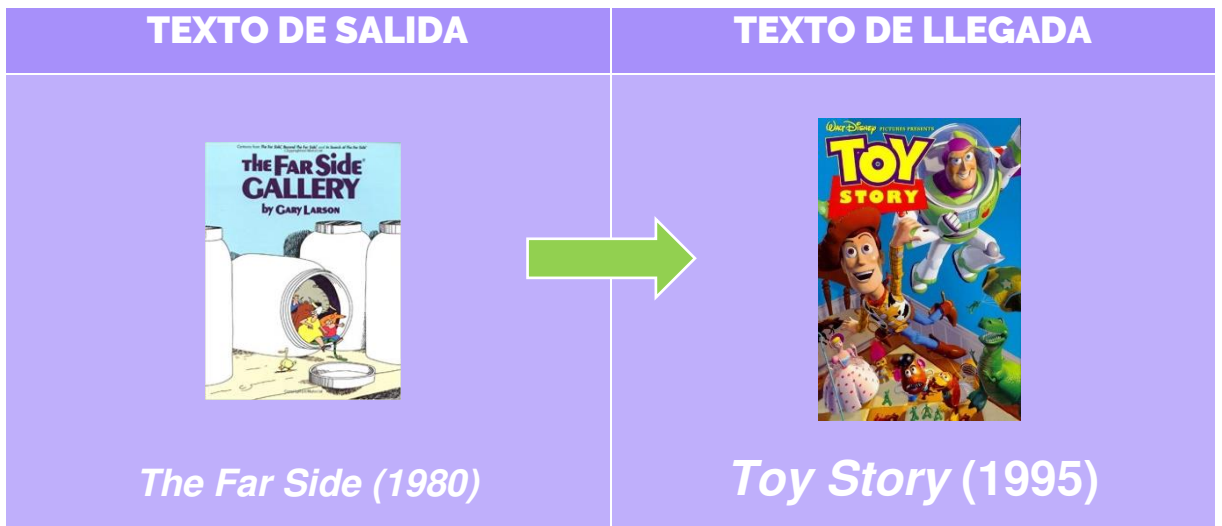 TEXTO DE SALIDA
TEXTO DE LLEGADA
THE FAR SIDE®
GALLERY
by GARY LARSON
WALT DISNEY PICTURES PRESENTS
TOY
STORY
The Far Side (1980)
Toy Story (1995)